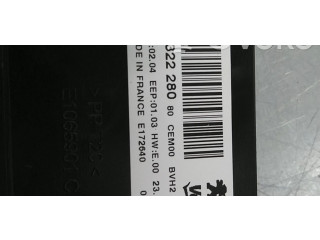 322 280 80 CEM00 BVH2
:02.04 EEP:01.03 HW:E.00 23.
DE IN FRANCE E172640